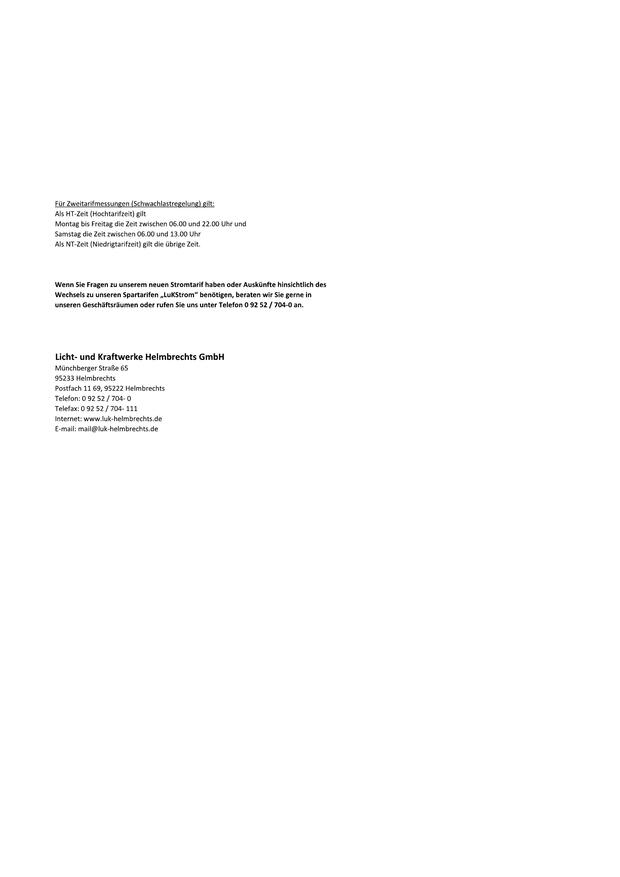 Für Zweitarifmessungen (Schwachlastregelung) gilt:
Als HT-Zeit (Hochtarifzeit) gilt
Montag bis Freitag die Zeit zwischen 06.00 und 22.00 Uhr und
Samstag die Zeit zwischen 06.00 und 13.00 Uhr
Als NT-Zeit (Niedrigtarifzeit) gilt die übrige Zeit.
Wenn Sie Fragen zu unserem neuen Stromtarif haben oder Auskünfte hinsichtlich des
Wechsels zu unseren Spartarifen „LuKStrom“ benötigen, beraten wir Sie gerne in
unseren Geschäftsräumen oder rufen Sie uns unter Telefon 0 92 52 / 704-0 an.
Licht- und Kraftwerke Helmbrechts GmbH
Münchberger Straße 65
95233 Helmbrechts
Postfach 11 69, 95222 Helmbrechts
Telefon: 0 92 52 / 704- 0
Telefax: 0 92 52 / 704- 111
Internet: www.luk-helmbrechts.de
E-mail: mail@luk-helmbrechts.de